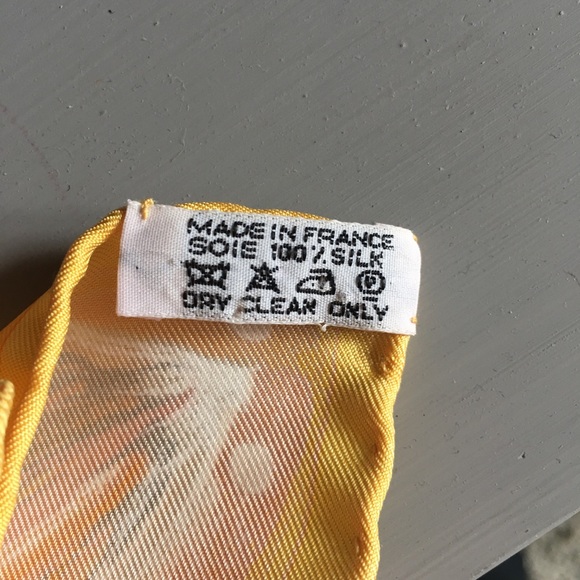 MADE IN FRANCE
SOIE 100% SILK
P
DRY CLEAN ONLY